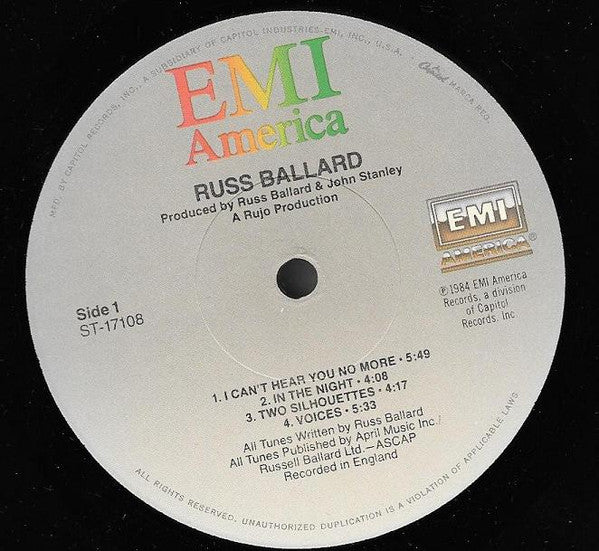 MFD. BY CAPITOL RECORDS, INC., A SUBSIDIARY OF CAPITOL INDUSTRIES-EMI, INC., U.S.A. • Capitol MARCA REG.
EMI
America
RUSS BALLARD
Produced by Russ Ballard & John Stanley
A Rujo Production
EMI
AMERICA®
℗1984 EMI America
Records, a division
of Capitol
Records, Inc
Side 1
ST-17108
1. I CAN'T HEAR YOU NO MORE • 5:49
2. IN THE NIGHT • 4:08
3. TWO SILHOUETTES • 4:17
4. VOICES • 5:33
All Tunes Written by Russ Ballard
All Tunes Published by April Music Inc./
Russell Ballard Ltd.—ASCAP
Recorded in England
ALL RIGHTS RESERVED. UNAUTHORIZED DUPLICATION IS A VIOLATION OF APPLICABLE LAWS